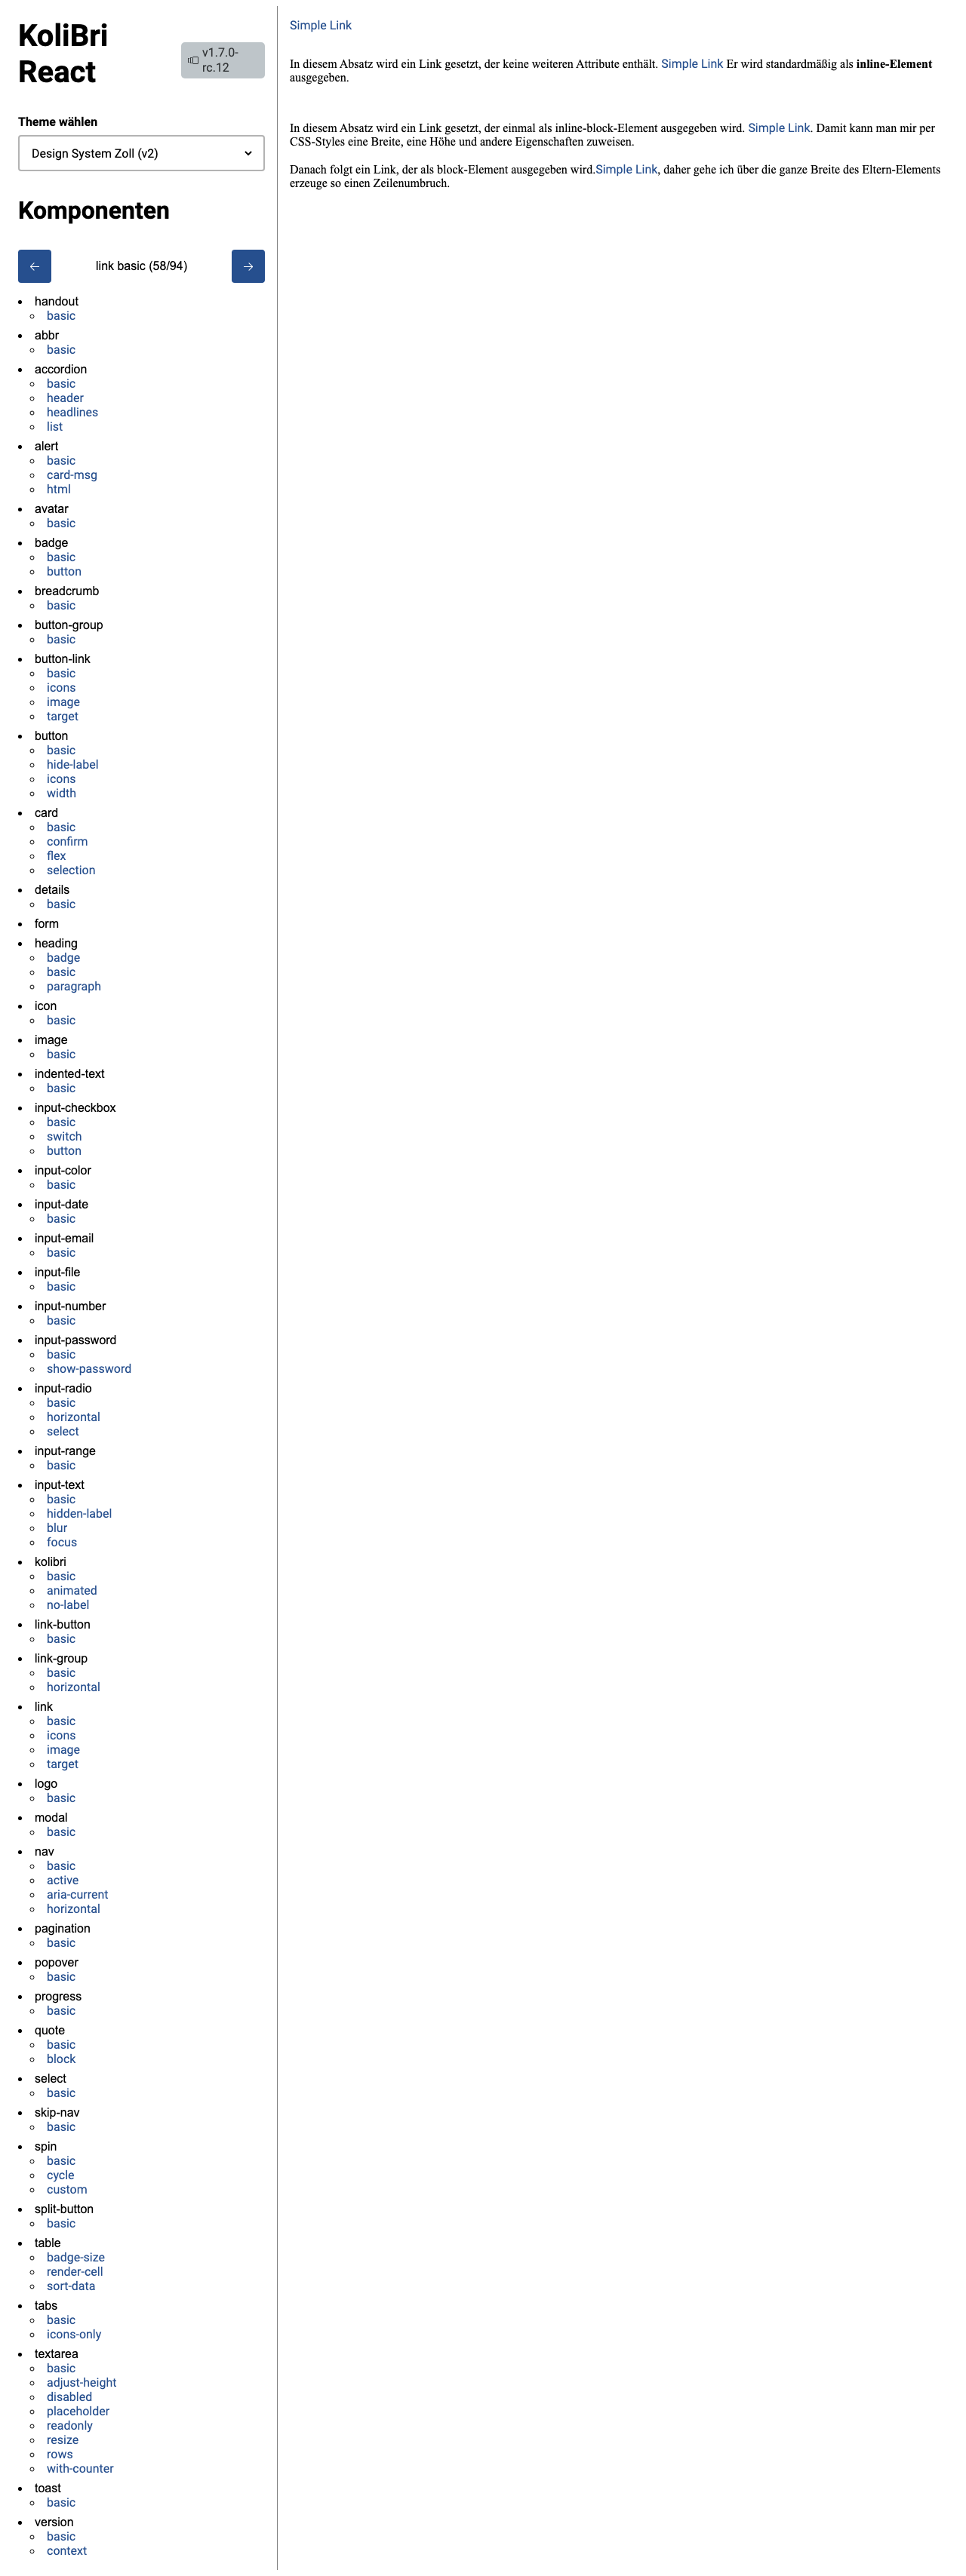 KoliBri
React
v1.7.0-
rc.12
Theme wählen
Design System Zoll (v2)
Komponenten
link basic (58/94)
handout
basic
abbr
basic
accordion
basic
header
headlines
list
alert
basic
card-msg
html
avatar
basic
badge
basic
button
breadcrumb
basic
button-group
basic
button-link
basic
icons
image
target
button
basic
hide-label
icons
width
card
basic
confirm
flex
selection
details
basic
form
heading
badge
basic
paragraph
icon
basic
image
basic
indented-text
basic
input-checkbox
basic
switch
button
input-color
basic
input-date
basic
input-email
basic
input-file
basic
input-number
basic
input-password
basic
show-password
input-radio
basic
horizontal
select
input-range
basic
input-text
basic
hidden-label
blur
focus
kolibri
basic
animated
no-label
link-button
basic
link-group
basic
horizontal
link
basic
icons
image
target
logo
basic
modal
basic
nav
basic
active
aria-current
horizontal
pagination
basic
popover
basic
progress
basic
quote
basic
block
select
basic
skip-nav
basic
spin
basic
cycle
custom
split-button
basic
table
badge-size
render-cell
sort-data
tabs
basic
icons-only
textarea
basic
adjust-height
disabled
placeholder
readonly
resize
rows
with-counter
toast
basic
version
basic
context
Simple Link
In diesem Absatz wird ein Link gesetzt, der keine weiteren Attribute enthält. Simple Link Er wird standardmäßig als inline-Element
ausgegeben.
In diesem Absatz wird ein Link gesetzt, der einmal als inline-block-Element ausgegeben wird. Simple Link. Damit kann man mir per
CSS-Styles eine Breite, eine Höhe und andere Eigenschaften zuweisen.
Danach folgt ein Link, der als block-Element ausgegeben wird.Simple Link, daher gehe ich über die ganze Breite des Eltern-Elements
erzeuge so einen Zeilenumbruch.